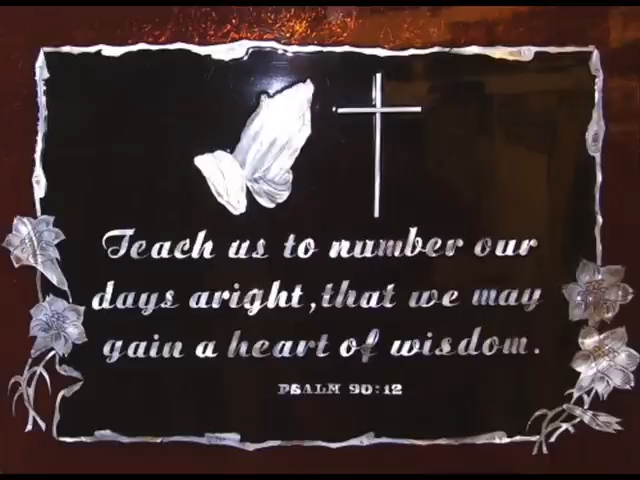 Teach us to number our
days aright, that we may
gain a heart of wisdom.
PSALM 90:12